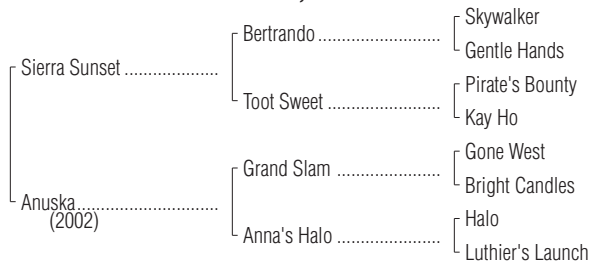 Skywalker
Bertrando
Gentle Hands
Sierra Sunset
Pirate's Bounty
Toot Sweet
Kay Ho
Gone West
Grand Slam
Bright Candles
Anuska
(2002)
Halo
Anna's Halo
Luthier's Launch